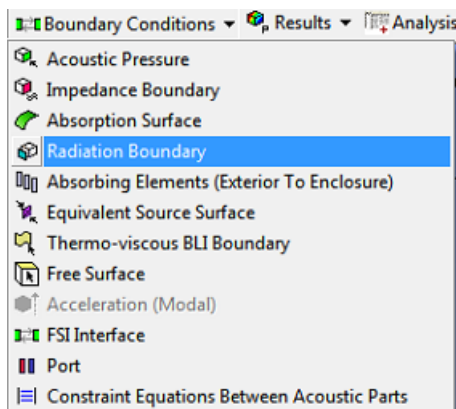 Boundary Conditions Results Analysis
Acoustic Pressure
Impedance Boundary
Absorption Surface
Radiation Boundary
Absorbing Elements (Exterior To Enclosure)
Equivalent Source Surface
Thermo-viscous BLI Boundary
Free Surface
Acceleration (Modal)
FSI Interface
Port
Constraint Equations Between Acoustic Parts